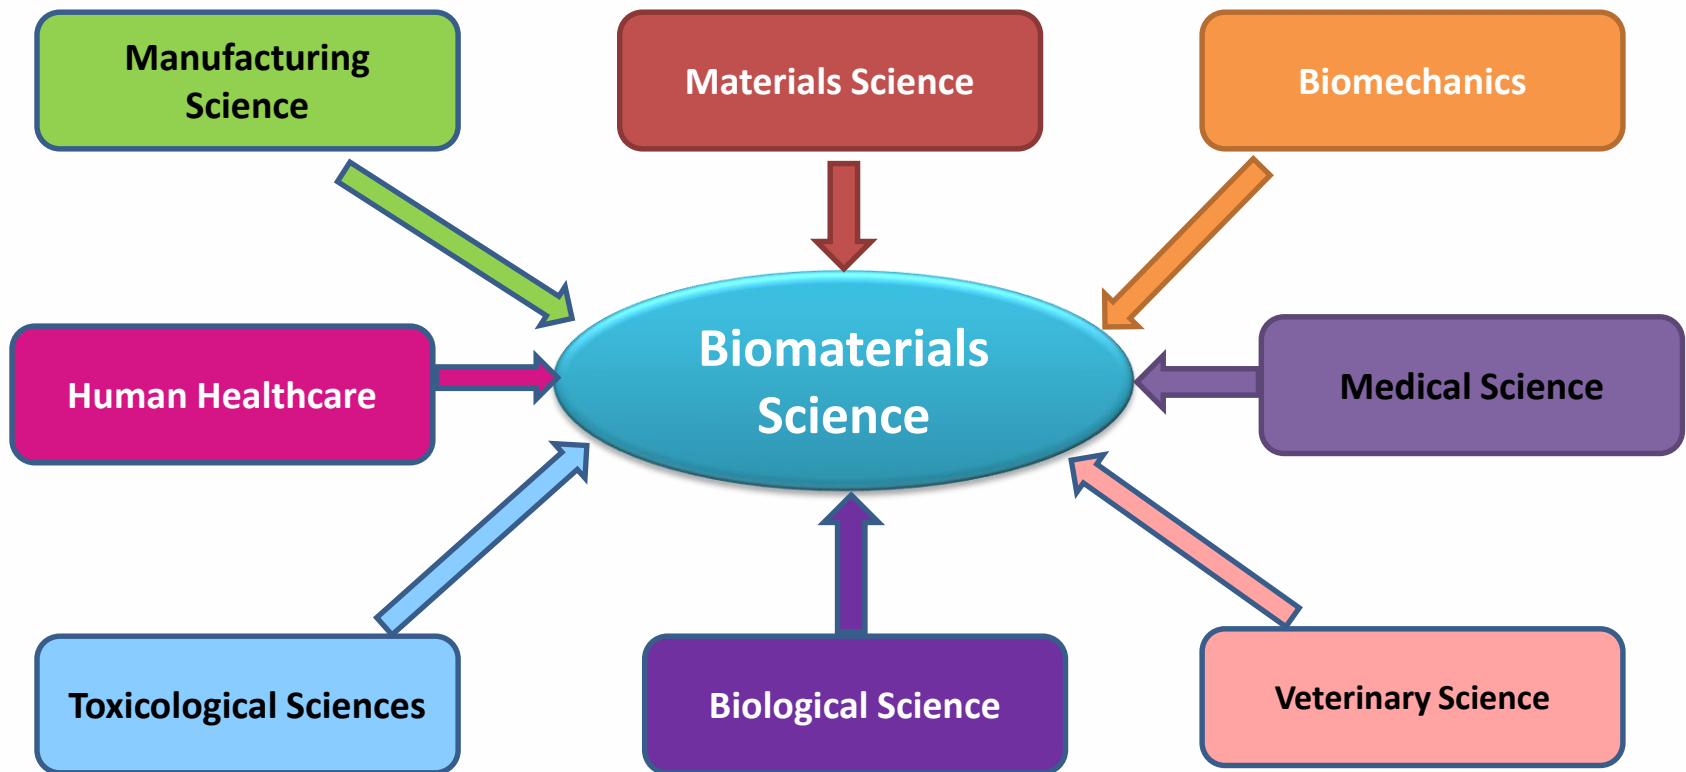 Manufacturing
Science
Materials Science
Biomechanics
Human Healthcare
Biomaterials
Science
Medical Science
Toxicological Sciences
Biological Science
Veterinary Science